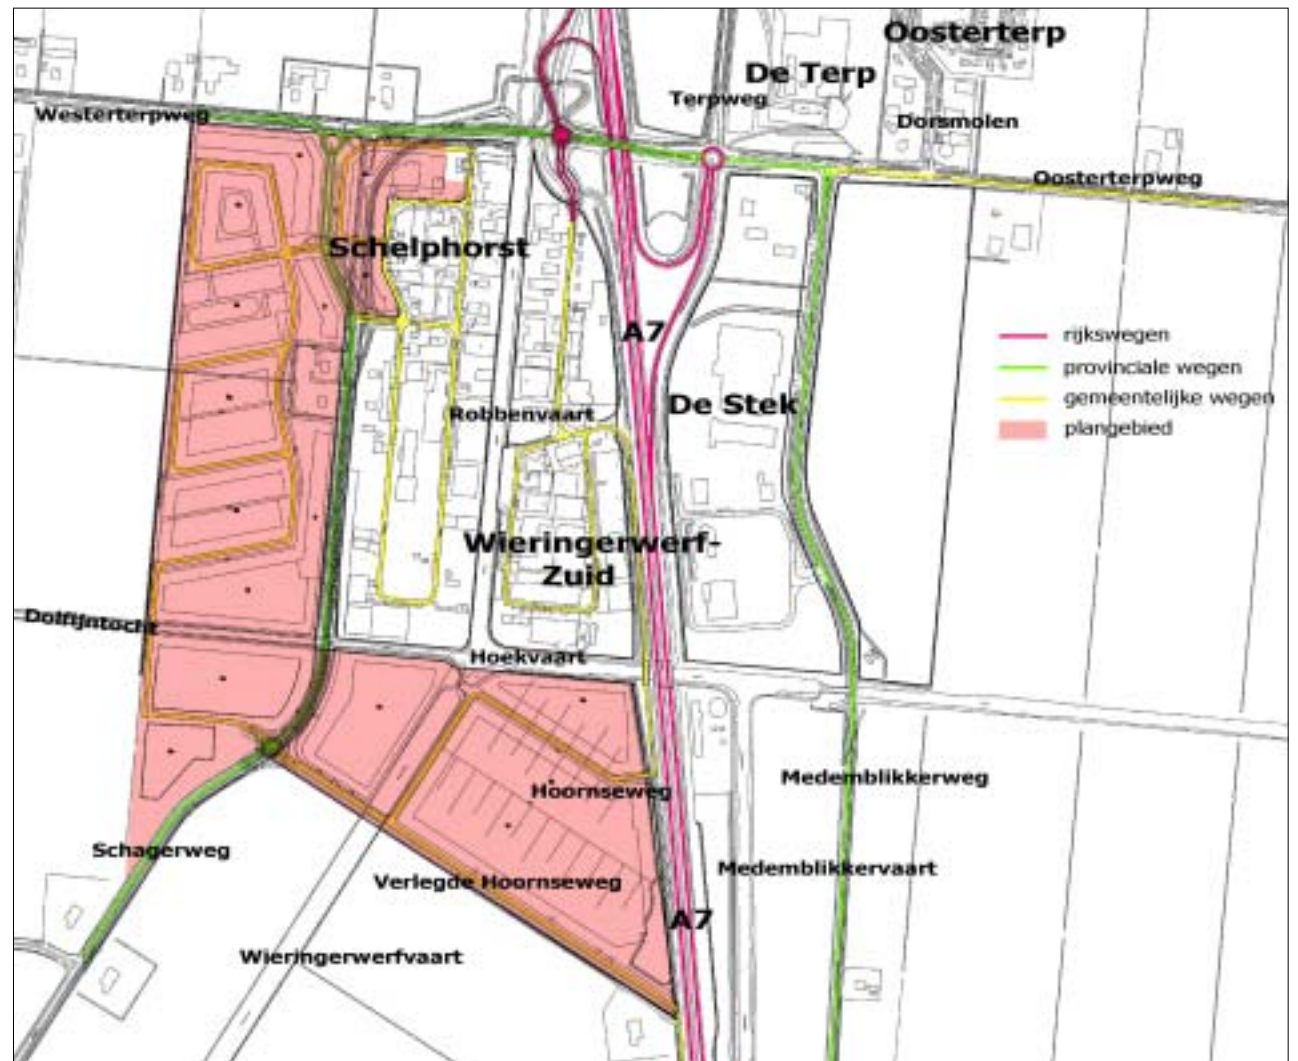 Oosterterp
De Terp
Terpweg
Westerterpweg
Dorsmolen
Oosterterpweg
Schelphorst
A7
rijkswegen
provinciale wegen
gemeentelijke wegen
plangebied
De Stek
Robbenvaart
Wieringerwerf-
Zuid
Dolfijntocht
Hoekvaart
Medemblikkerweg
Hoornseweg
Schagerweg
Medemblikkervaart
Verlegde Hoornseweg
A7
Wieringerwerfvaart